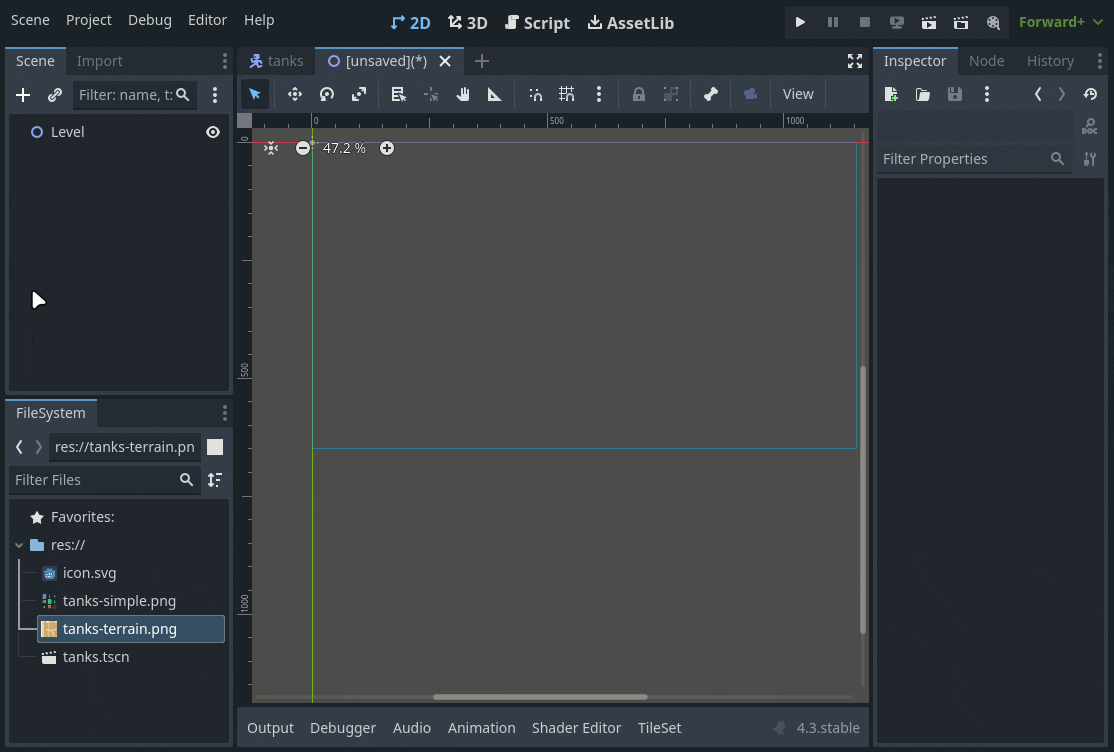 Scene Project Debug Editor Help 2D 3D Script AssetLib Forward+
Scene Import tanks [unsaved](*) Inspector Node History
Filter: name, t: View
0 500 1000
Level DOC
0 47.2 % Filter Properties
500
FileSystem
res://tanks-terrain.pn
Filter Files
Favorites:
res://
icon.svg
tanks-simple.png
1000
tanks-terrain.png
tanks.tscn
Output Debugger Audio Animation Shader Editor TileSet 4.3.stable